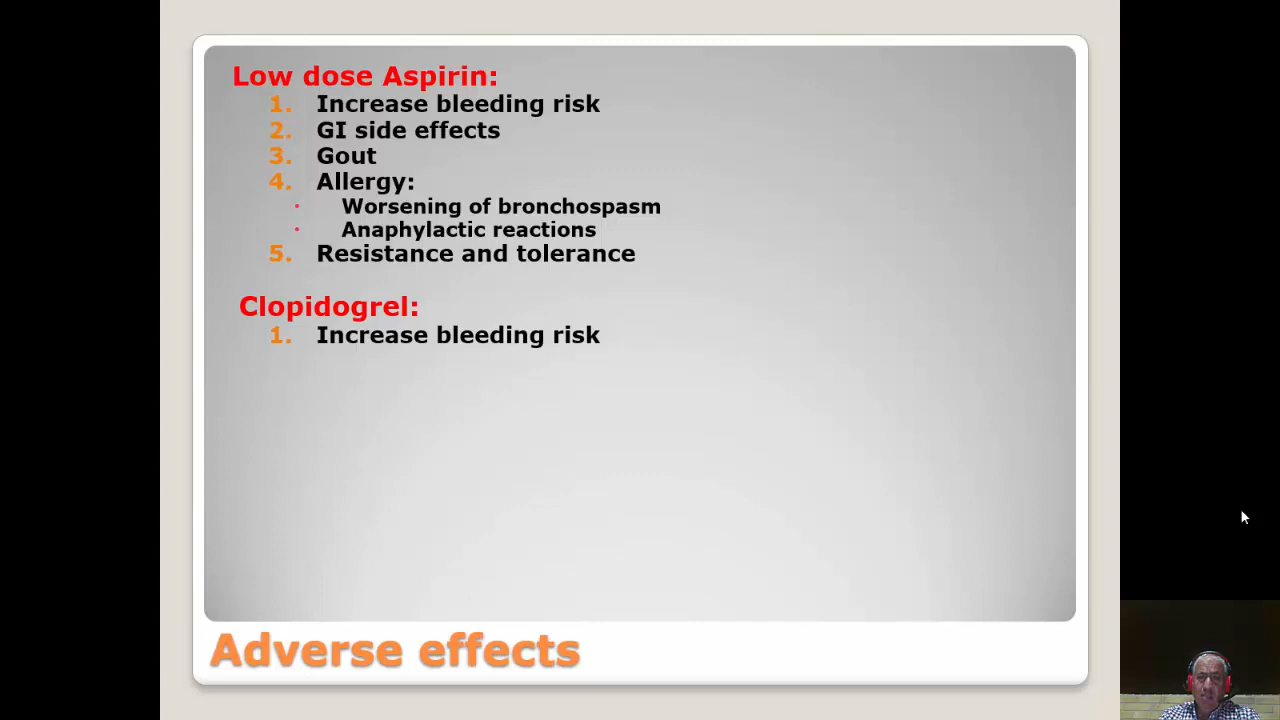 Low dose Aspirin:
1. Increase bleeding risk
2. GI side effects
3. Gout
4. Allergy:
• Worsening of bronchospasm
• Anaphylactic reactions
5. Resistance and tolerance
Clopidogrel:
1. Increase bleeding risk
Adverse effects